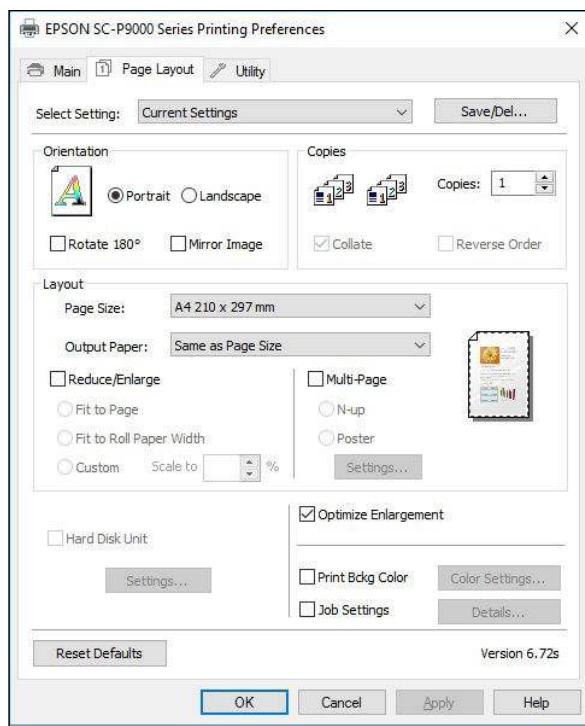 EPSON SC-P9000 Series Printing Preferences
Main Page Layout Utility
Select Setting: Current Settings Save/Del...
Orientation
Portrait Landscape
Rotate 180° Mirror Image
Copies
Copies: 1
Collate Reverse Order
Layout
Page Size: A4 210 x 297 mm
Output Paper: Same as Page Size
Reduce/Enlarge
Fit to Page
Fit to Roll Paper Width
Custom Scale to %
Multi-Page
N-up
Poster
Settings...
Hard Disk Unit
Settings...
Optimize Enlargement
Print Bckg Color Color Settings...
Job Settings Details...
Reset Defaults Version 6.72s
OK Cancel Apply Help